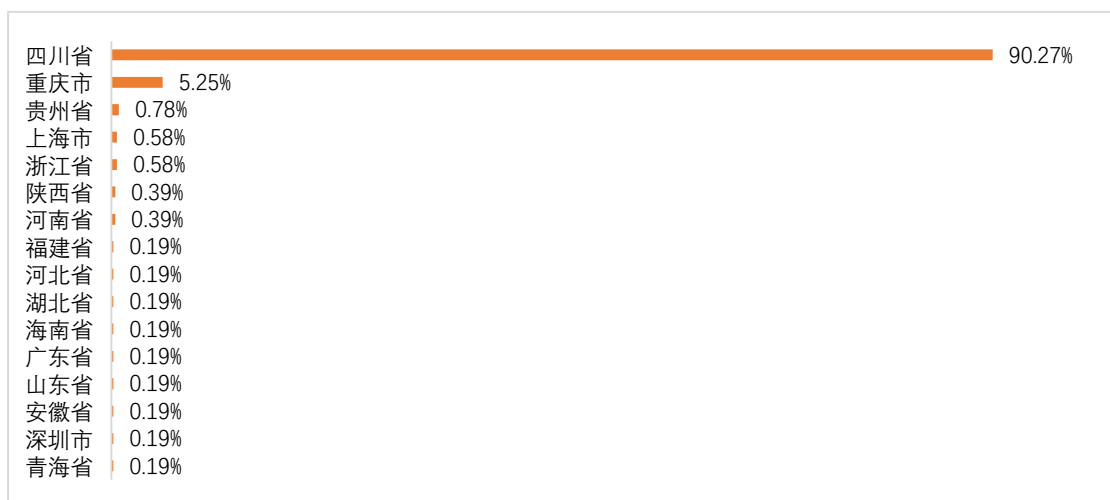 四川省 90.27%
重庆市 5.25%
贵州省 0.78%
上海市 0.58%
浙江省 0.58%
陕西省 0.39%
河南省 0.39%
福建省 0.19%
河北省 0.19%
湖北省 0.19%
海南省 0.19%
广东省 0.19%
山东省 0.19%
安徽省 0.19%
深圳市 0.19%
青海省 0.19%